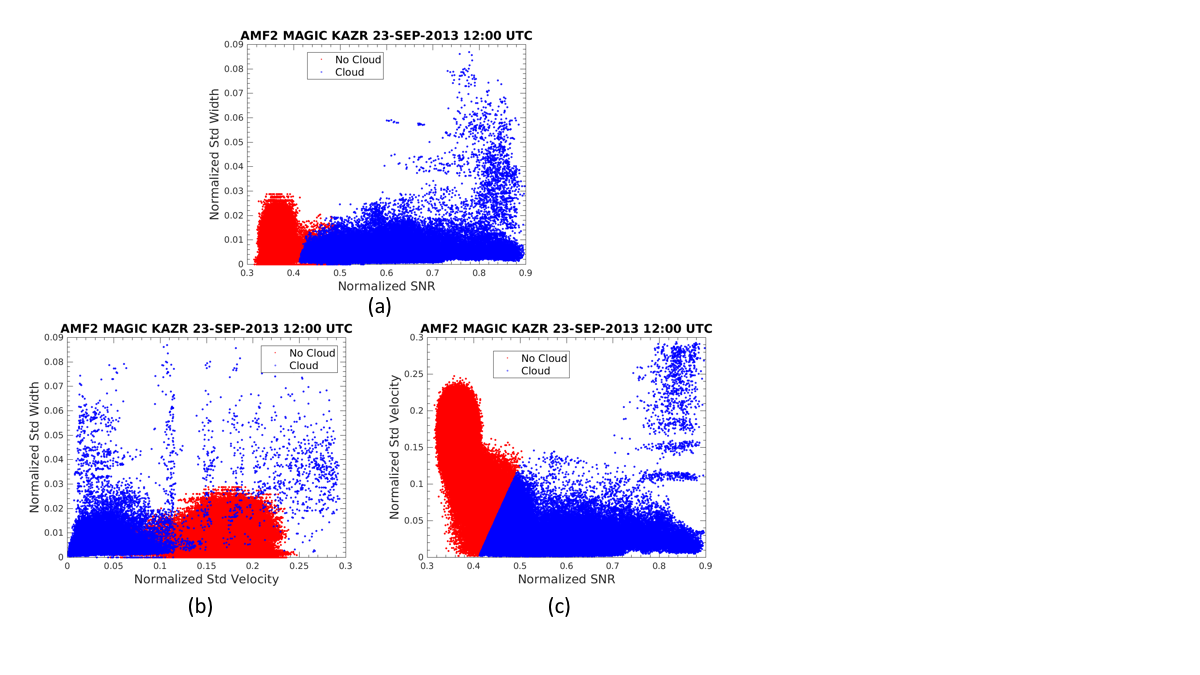 AMF2 MAGIC KAZR 23-SEP-2013 12:00 UTC
Normalized Std Width
0.09
0.08
0.07
0.06
0.05
0.04
0.03
0.02
0.01
0
No Cloud
Cloud
0.3 0.4 0.5 0.6 0.7 0.8 0.9
Normalized SNR
(a)
AMF2 MAGIC KAZR 23-SEP-2013 12:00 UTC
Normalized Std Width
0.09
0.08
0.07
0.06
0.05
0.04
0.03
0.02
0.01
0
No Cloud
Cloud
0 0.05 0.1 0.15 0.2 0.25 0.3
Normalized Std Velocity
(b)
AMF2 MAGIC KAZR 23-SEP-2013 12:00 UTC
Normalized Std Velocity
0.3
0.25
0.2
0.15
0.1
0.05
0
No Cloud
Cloud
0.3 0.4 0.5 0.6 0.7 0.8 0.9
Normalized SNR
(c)